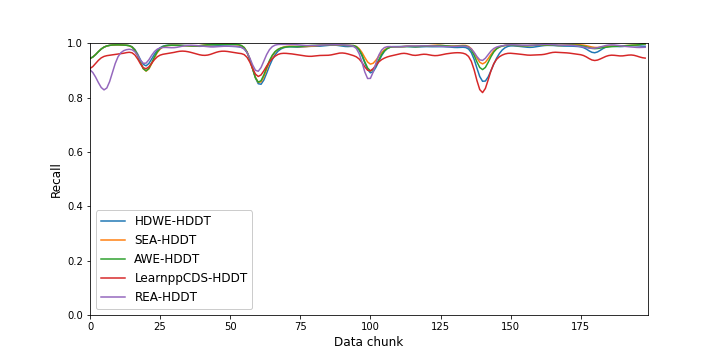 1.0
0.8
0.6
0.4
0.2
0.0
Recall
HDWE-HDDT
SEA-HDDT
AWE-HDDT
LearnppCDS-HDDT
REA-HDDT
0 25 50 75 100 125 150 175
Data chunk